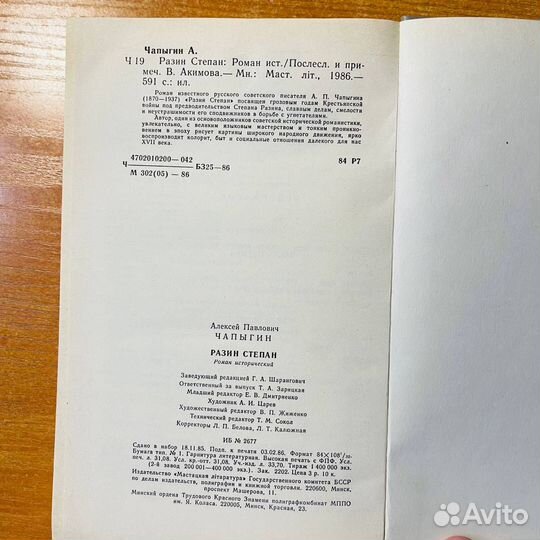 Чапыгин А.
Ч 19 Разин Степан: Роман ист./Послесл. и при-
меч. В. Акимова.— Мн.: Маст. літ., 1986.—
591 с.: ил.
Роман известного русского советского писателя А. П. Чапыгина
(1870—1937) «Разин Степан» посвящен грозовым годам Крестьянской
войны под предводительством Степана Разина, славным делам, смелости
и неустрашимости его сподвижников в борьбе с угнетателями.
Автор, один из основоположников советской исторической романистики,
увлекательно, с великим языковым мастерством и тонким проникно-
вением в эпоху рисует картины широкого народного движения, ярко
воспроизводит колорит, быт и социальные отношения далекого для нас
XVII века.
Ч 4702010200—042 БЗ25—86 84 Р7
М 302(05)—86
Алексей Павлович
ЧАПЫГИН
РАЗИН СТЕПАН
Роман исторический
Заведующий редакцией Г. А. Шарангович
Ответственный за выпуск Т. А. Зарицкая
Младший редактор Е. В. Дмитриенко
Художник А. И. Царев
Художественный редактор В. П. Жиженко
Технический редактор Т. М. Сокол
Корректоры Л. П. Белова, Л. Т. Калюжная
ИБ № 2677
Сдано в набор 18.11.85. Подп. к печати 03.02.86. Формат
Бумага тип. № 1. Гарнитура литературная. Высокая печать с ФПФ. Усл.
печ. л. 31,08. Усл. кр.-отт. 31,08. Уч.-изд. л. 33,70. Тираж 1 400 000 экз.
(2-й завод 200 001—400 000 экз.). Зак. 2202. Цена 3 р. 10 к.
Издательство «Мастацкая літаратура» Государственного комитета БССР
по делам издательств, полиграфии и книжной торговли. 220600, Минск,
проспект Машерова, 11.
Минский ордена Трудового Красного Знамени полиграфкомбинат МППО
им. Я. Коласа. 220005, Минск, Красная, 23.
Avito